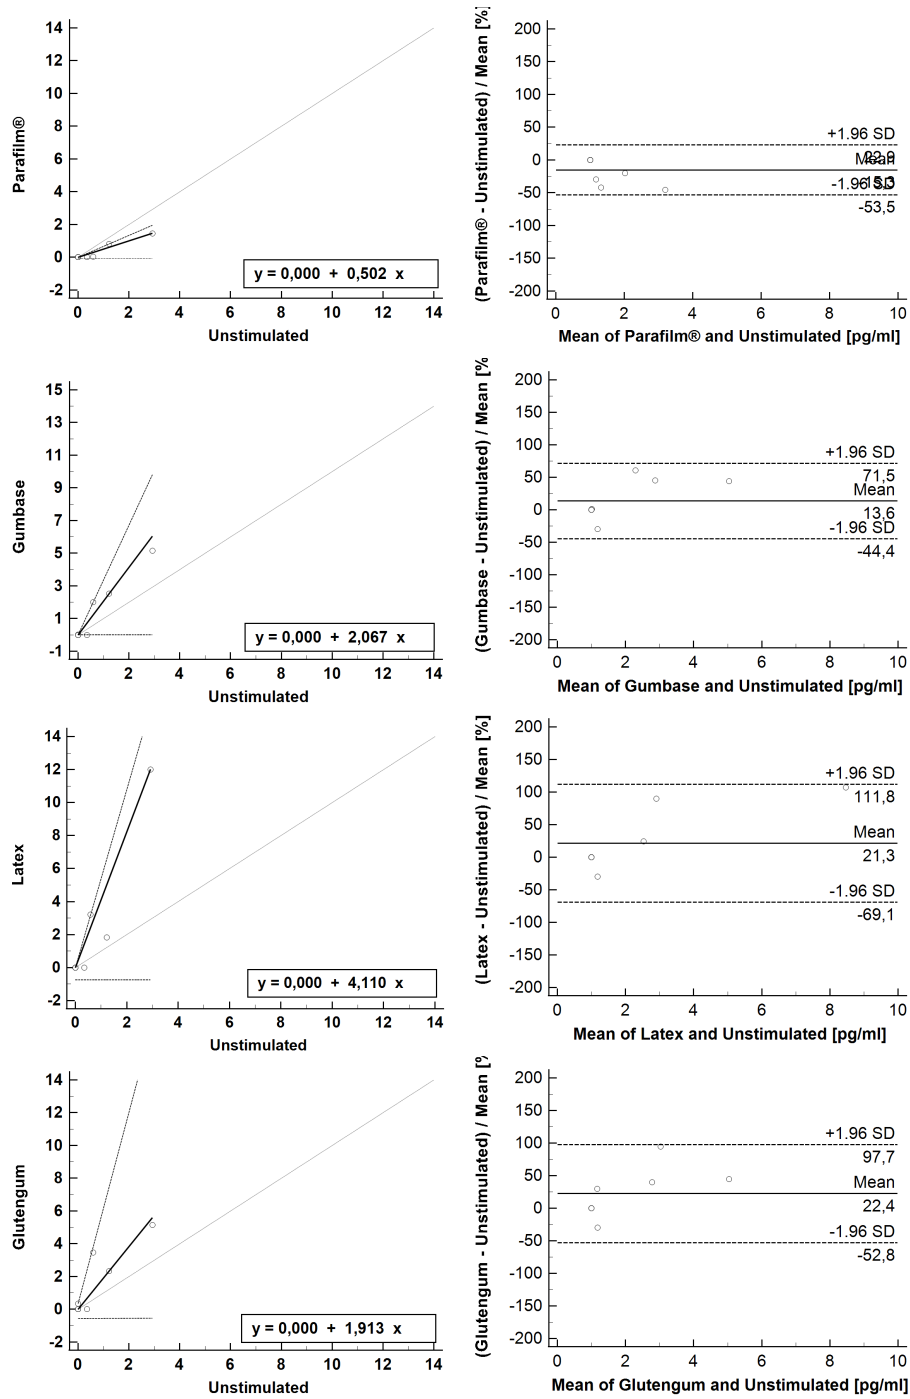 14
12
10
8
6
4
2
0
-2
Parafilm®
y = 0,000 + 0,502 x
0 2 4 6 8 10 12 14
Unstimulated
200
150
100
50
0
-50
-100
-150
-200
(Parafilm® - Unstimulated) / Mean [%]
+1.96 SD
22,9
Mean
-15,3
-1.96 SD
-53,5
0 2 4 6 8 10
Mean of Parafilm® and Unstimulated [pg/ml]
15
13
11
9
7
5
3
1
-1
Gumbase
y = 0,000 + 2,067 x
0 2 4 6 8 10 12 14
Unstimulated
200
150
100
50
0
-50
-100
-150
-200
(Gumbase - Unstimulated) / Mean [%
+1.96 SD
71,5
Mean
13,6
-1.96 SD
-44,4
0 2 4 6 8 10
Mean of Gumbase and Unstimulated [pg/ml]
14
12
10
8
6
4
2
0
-2
Latex
y = 0,000 + 4,110 x
0 2 4 6 8 10 12 14
Unstimulated
200
150
100
50
0
-50
-100
-150
-200
(Latex - Unstimulated) / Mean [%]
+1.96 SD
111,8
Mean
21,3
-1.96 SD
-69,1
0 2 4 6 8 10
Mean of Latex and Unstimulated [pg/ml]
14
12
10
8
6
4
2
0
-2
Glutengum
y = 0,000 + 1,913 x
0 2 4 6 8 10 12 14
Unstimulated
200
150
100
50
0
-50
-100
-150
-200
(Glutengum - Unstimulated) / Mean [%
+1.96 SD
97,7
Mean
22,4
-1.96 SD
-52,8
0 2 4 6 8 10
Mean of Glutengum and Unstimulated [pg/ml]